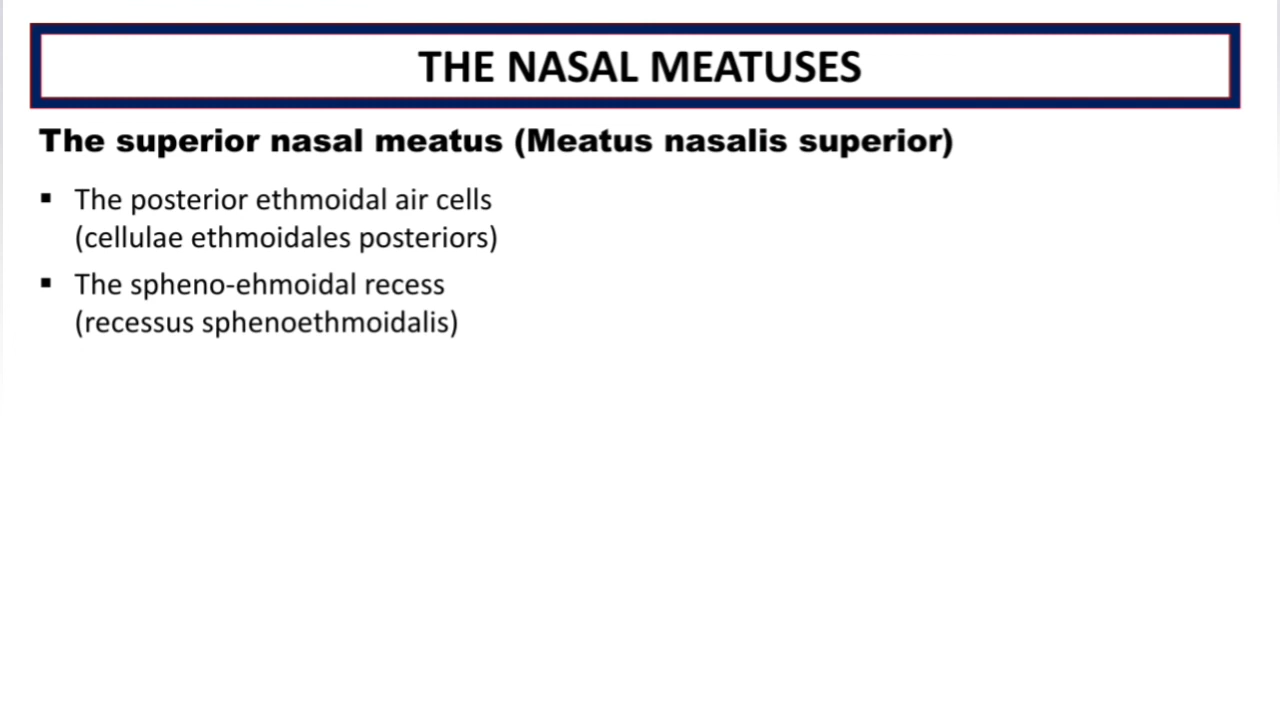 THE NASAL MEATUSES
The superior nasal meatus (Meatus nasalis superior)
▪ The posterior ethmoidal air cells
(cellulae ethmoidales posteriors)
▪ The spheno-ehmoidal recess
(recessus sphenoethmoidalis)